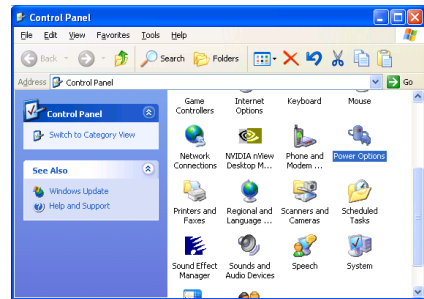 Control Panel
File Edit View Favorites Tools Help
Back Search Folders
Address Control Panel Go
Control Panel
Switch to Category View
See Also
Windows Update
Help and Support
Game Controllers
Internet Options
Keyboard
Mouse
Network Connections
NVIDIA nView Desktop M...
Phone and Modem ...
Power Options
Printers and Faxes
Regional and Language ...
Scanners and Cameras
Scheduled Tasks
Sound Effect Manager
Sounds and Audio Devices
Speech
System